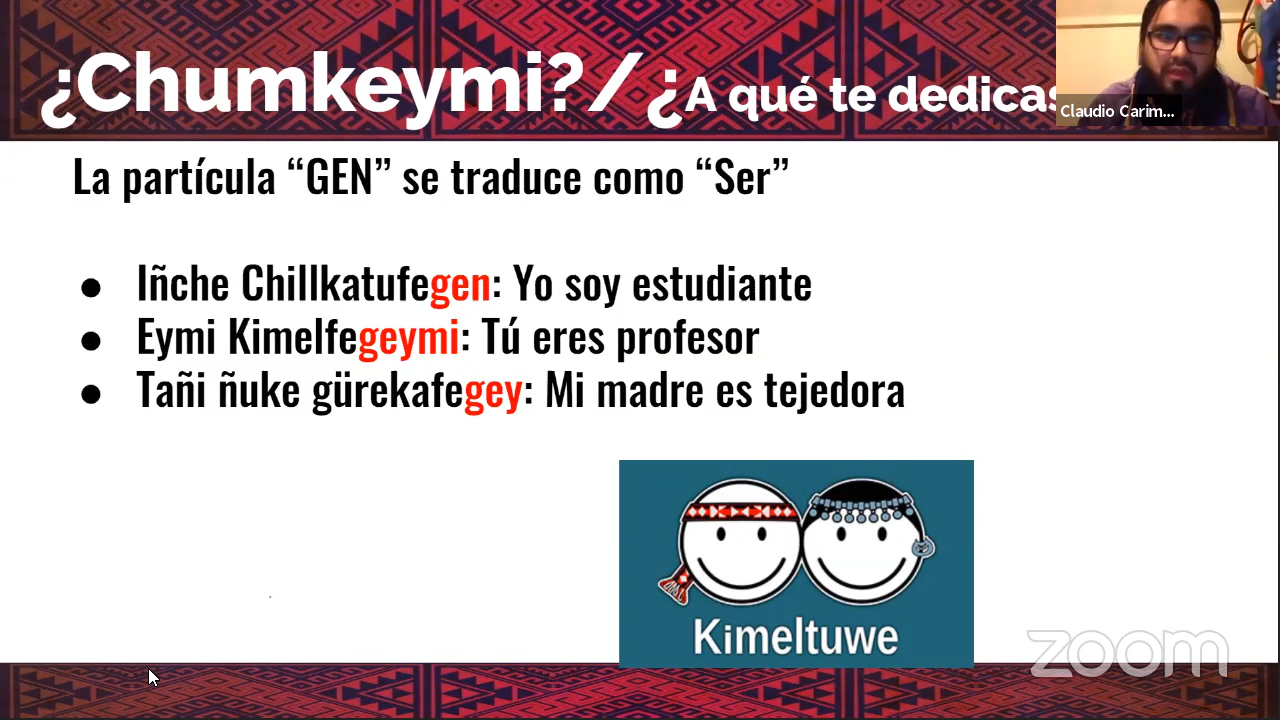 ¿Chumkeymi?/¿A qué te dedicas
Claudio Carim...
La partícula “GEN” se traduce como “Ser”
● Iñche Chillkatufegen: Yo soy estudiante
● Eymi Kimelfegeymi: Tú eres profesor
● Tañi ñuke gürekafegey: Mi madre es tejedora
Kimeltuwe
zoom